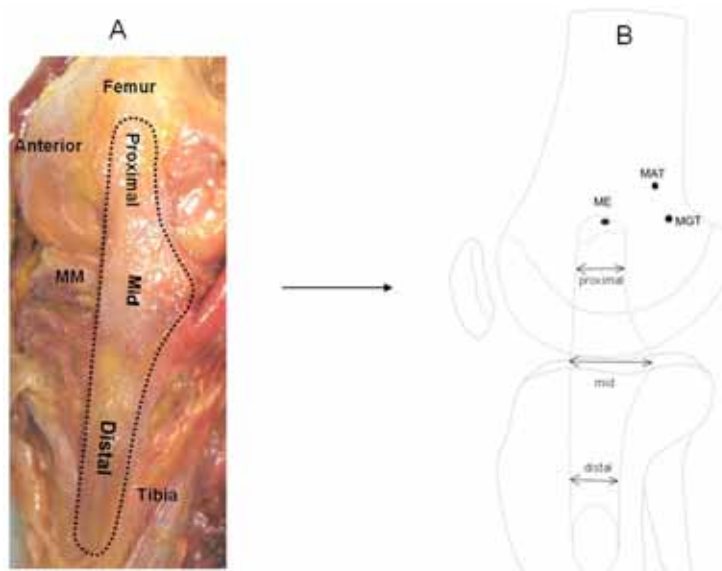 A
Femur
Anterior
Proximal
MM
Mid
Distal
Tibia
B
MAT
ME
MGT
proximal
mid
distal